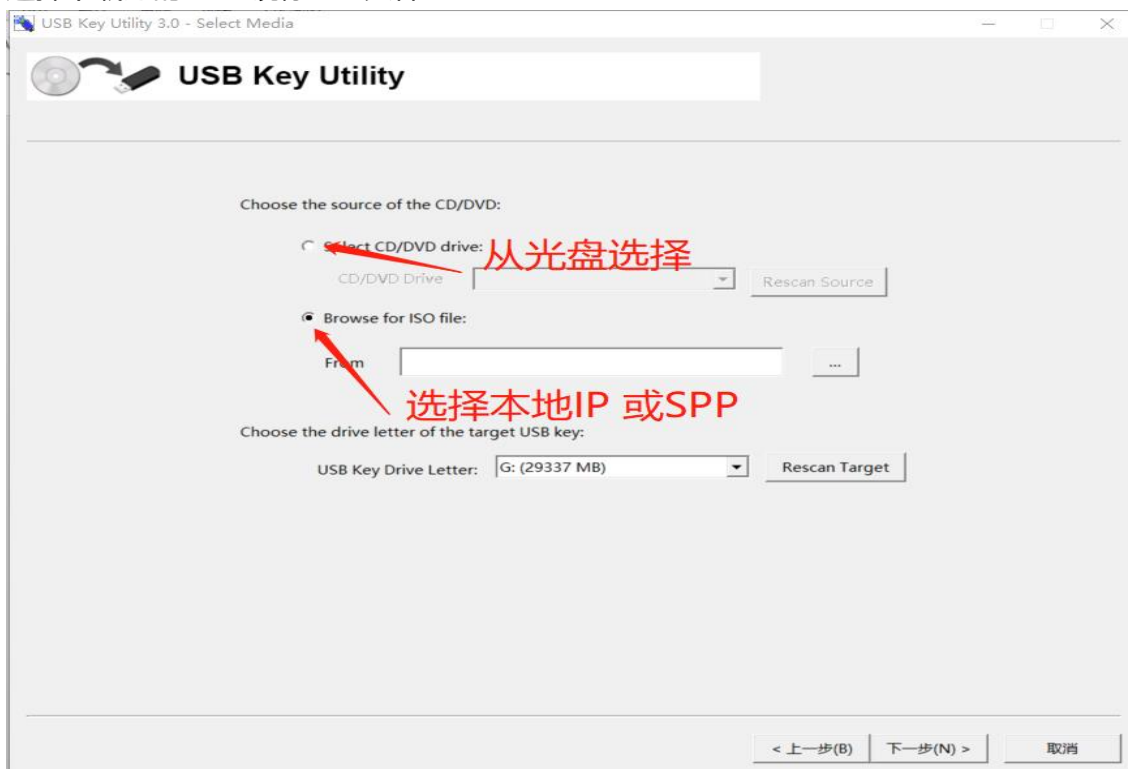 USB Key Utility 3.0 - Select Media
USB Key Utility
Choose the source of the CD/DVD:
Select CD/DVD drive:
从光盘选择
CD/DVD Drive
Rescan Source
Browse for ISO file:
From
...
选择本地IP 或SPP
Choose the drive letter of the target USB key:
USB Key Drive Letter:
G: (29337 MB)
Rescan Target
< 上一步(B)
下一步(N) >
取消